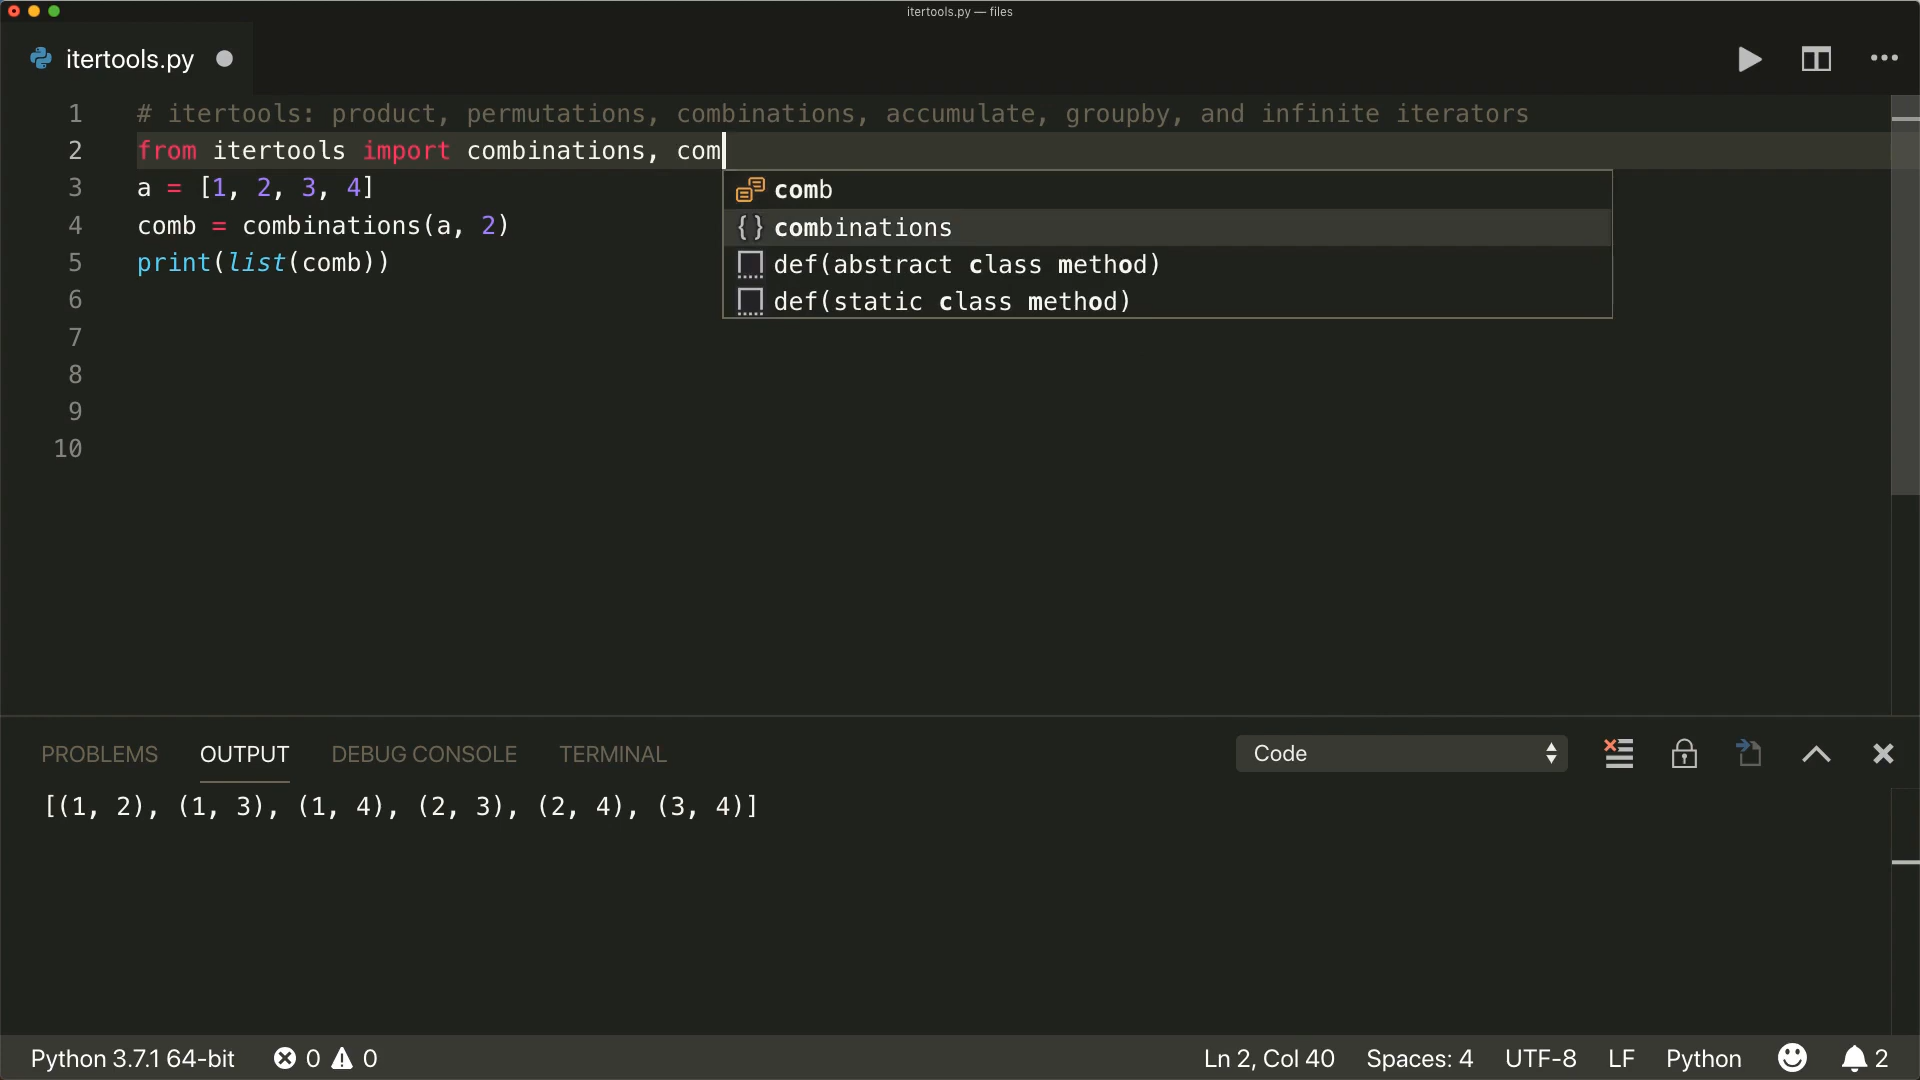 itertools.py — files
itertools.py
1 # itertools: product, permutations, combinations, accumulate, groupby, and infinite iterators
2 from itertools import combinations, com
comb
3 a = [1, 2, 3, 4]
combinations
4 comb = combinations(a, 2)
def(abstract class method)
5 print(list(comb))
def(static class method)
6
7
8
9
10
PROBLEMS OUTPUT DEBUG CONSOLE TERMINAL Code
[(1, 2), (1, 3), (1, 4), (2, 3), (2, 4), (3, 4)]
Python 3.7.1 64-bit 0 0 Ln 2, Col 40 Spaces: 4 UTF-8 LF Python 2